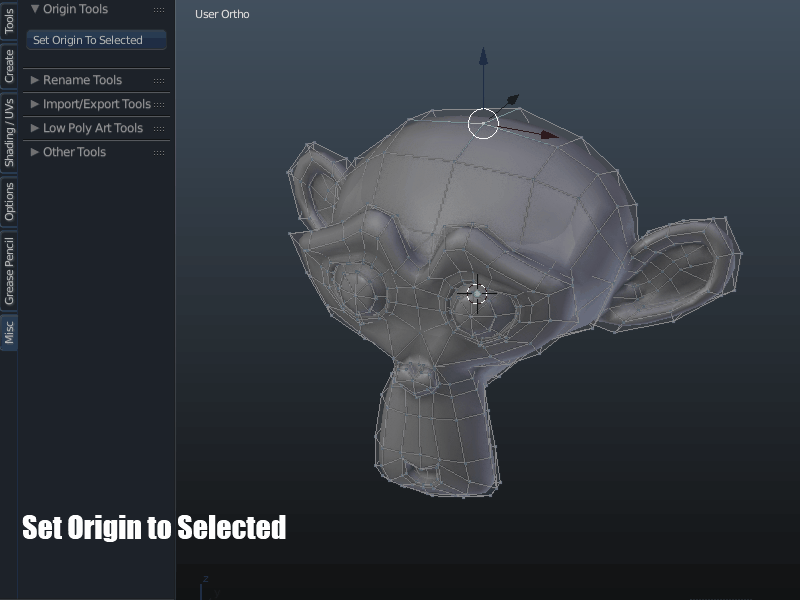 Origin Tools
Set Origin To Selected
Rename Tools
Import/Export Tools
Low Poly Art Tools
Other Tools
Tools
Create
Shading / UVs
Options
Grease Pencil
Misc
User Ortho
Set Origin to Selected
z